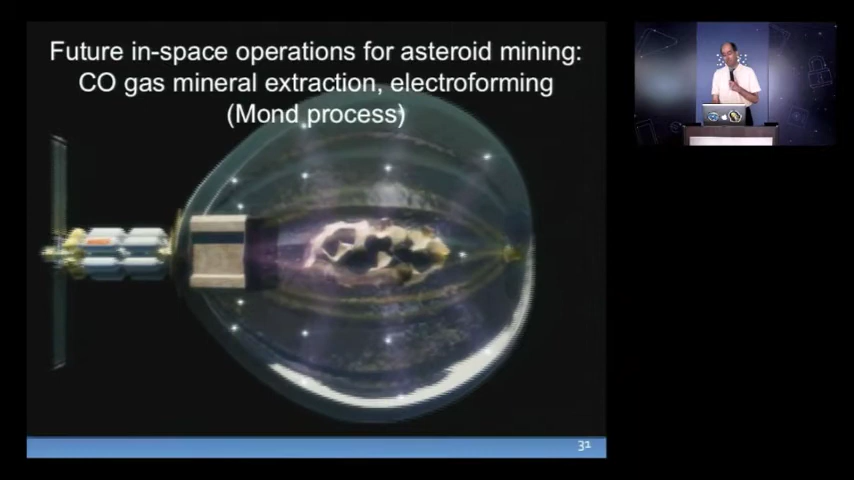 Future in-space operations for asteroid mining:
CO gas mineral extraction, electroforming
(Mond process)
31